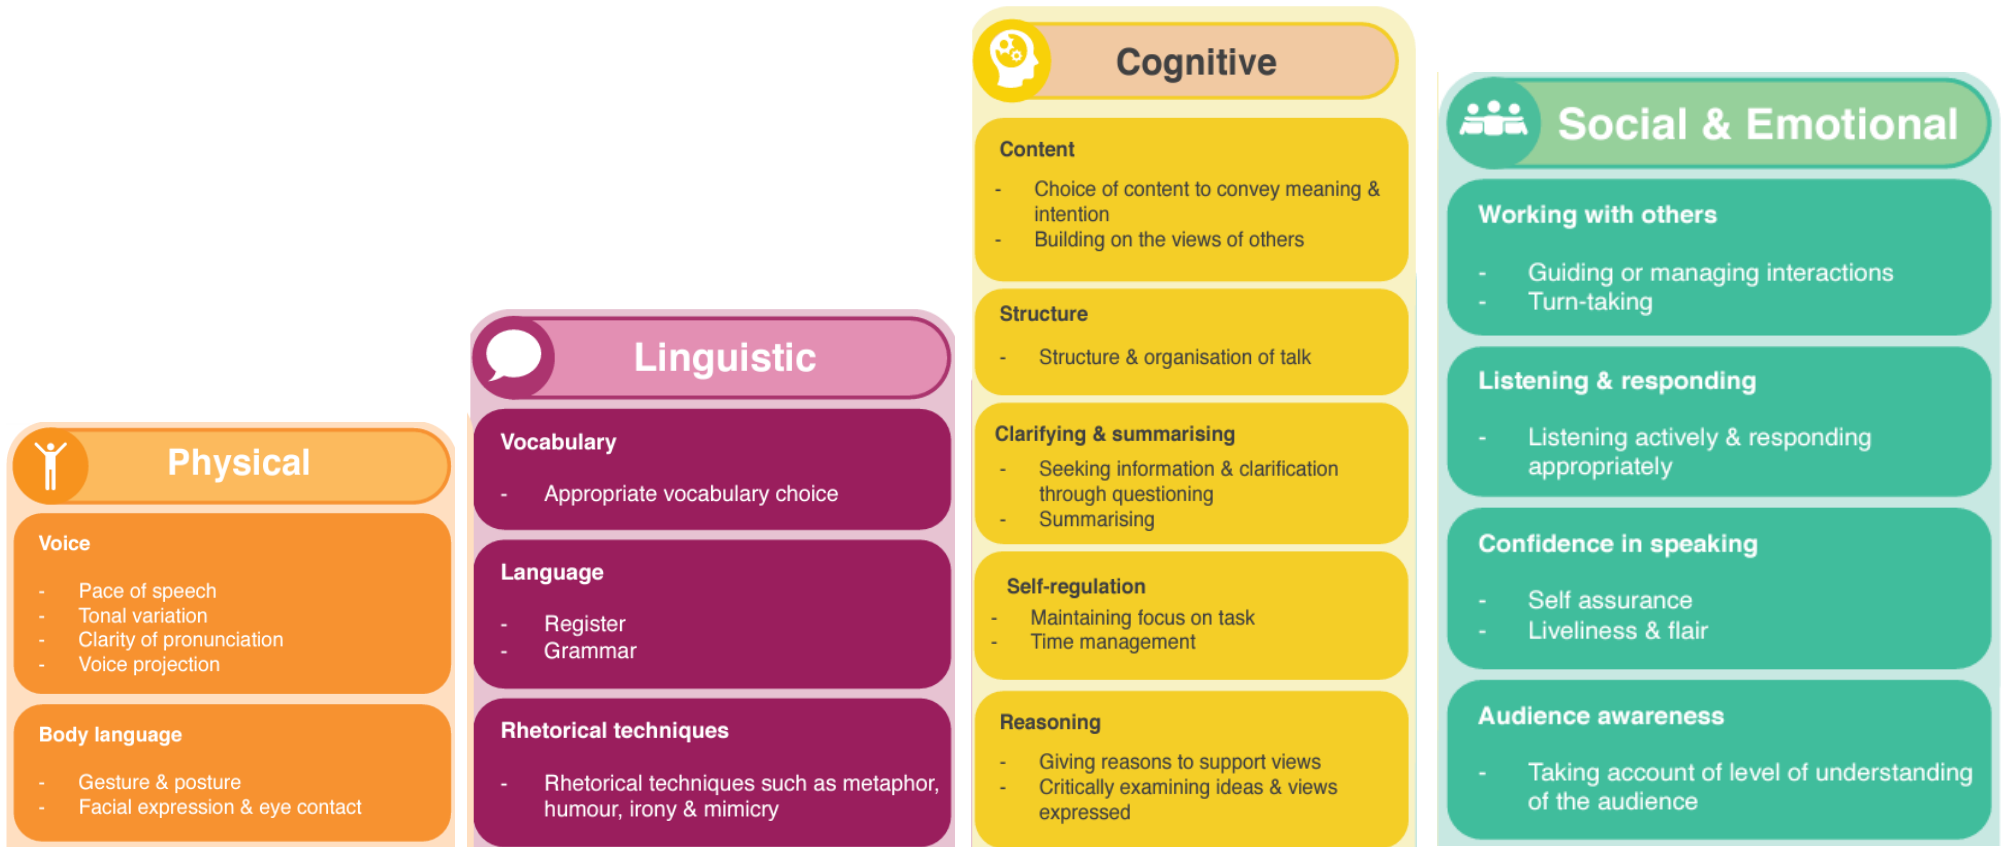 Physical
Voice
- Pace of speech
- Tonal variation
- Clarity of pronunciation
- Voice projection
Body language
- Gesture & posture
- Facial expression & eye contact
Linguistic
Vocabulary
- Appropriate vocabulary choice
Language
- Register
- Grammar
Rhetorical techniques
- Rhetorical techniques such as metaphor,
humour, irony & mimicry
Cognitive
Content
- Choice of content to convey meaning &
intention
- Building on the views of others
Structure
- Structure & organisation of talk
Clarifying & summarising
- Seeking information & clarification
through questioning
- Summarising
Self-regulation
- Maintaining focus on task
- Time management
Reasoning
- Giving reasons to support views
- Critically examining ideas & views
expressed
Social & Emotional
Working with others
- Guiding or managing interactions
- Turn-taking
Listening & responding
- Listening actively & responding
appropriately
Confidence in speaking
- Self assurance
- Liveliness & flair
Audience awareness
- Taking account of level of understanding
of the audience